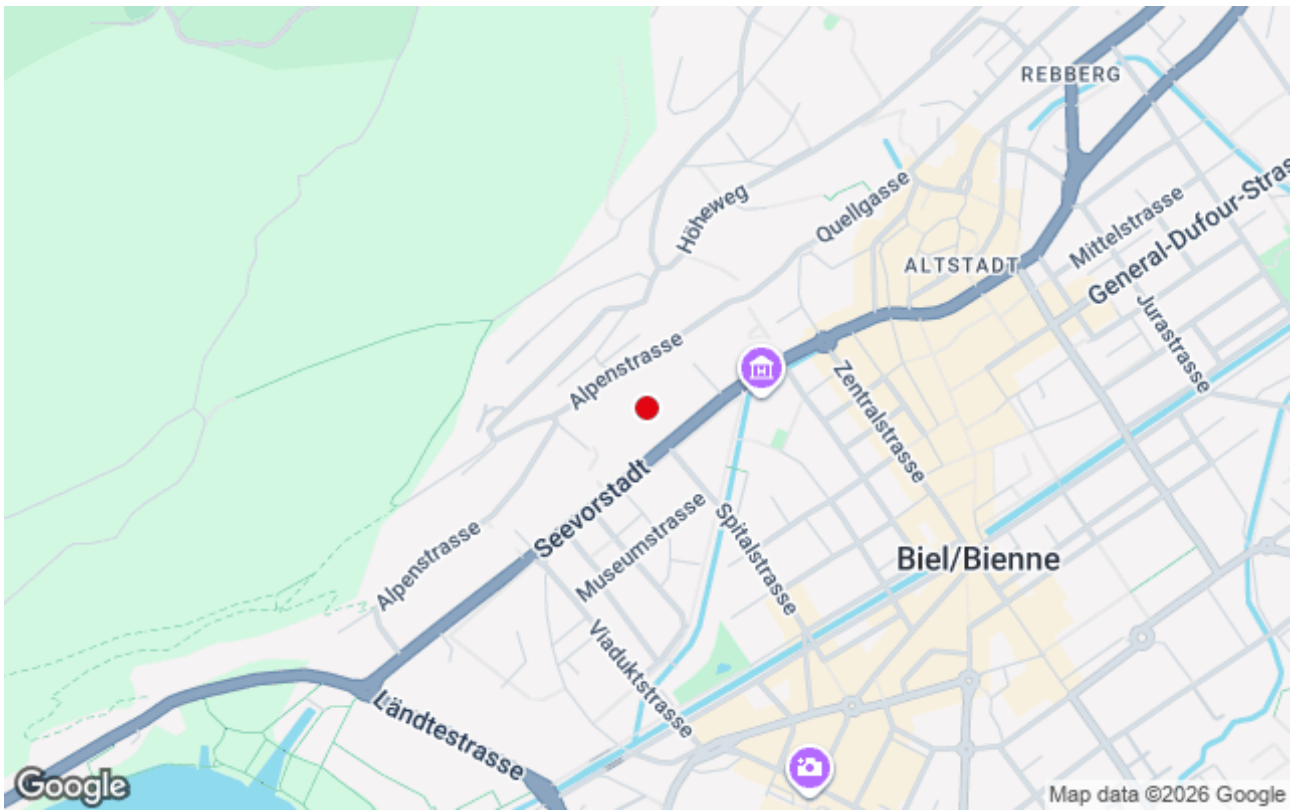 REBBERG
Höheweg
Quellgasse
Mittelstrasse
General-Dufour-Stras
ALTSTADT
Jurastrasse
Alpenstrasse
Zentralstrasse
Seevorstadt
Museumstrasse
Spitalstrasse
Biel/Bienne
Alpenstrasse
Viaduktstrasse
Ländtestrasse
Google
Map data ©2026 Google